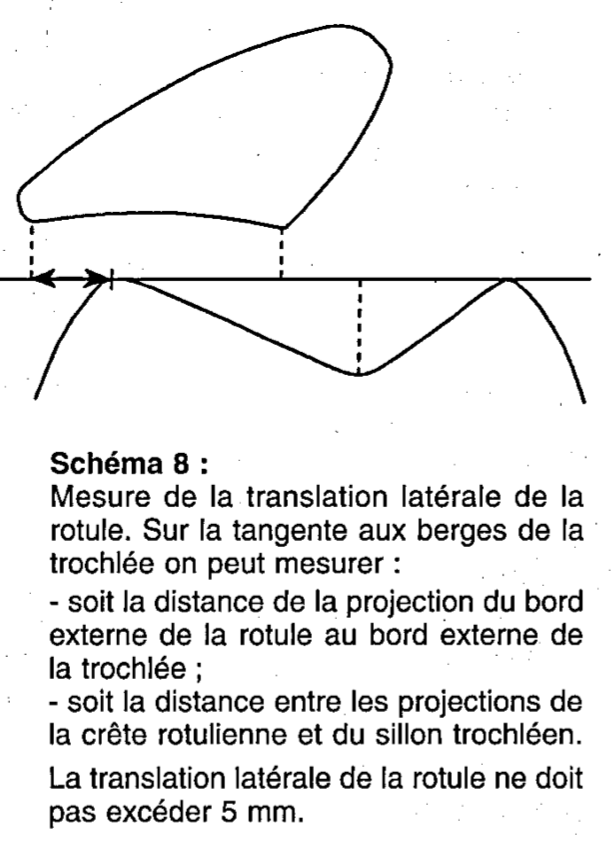 Schéma 8 :
Mesure de la translation latérale de la
rotule. Sur la tangente aux berges de la
trochlée on peut mesurer :
- soit la distance de la projection du bord
externe de la rotule au bord externe de
la trochlée ;
- soit la distance entre les projections de
la crête rotulienne et du sillon trochléen.
La translation latérale de la rotule ne doit
pas excéder 5 mm.